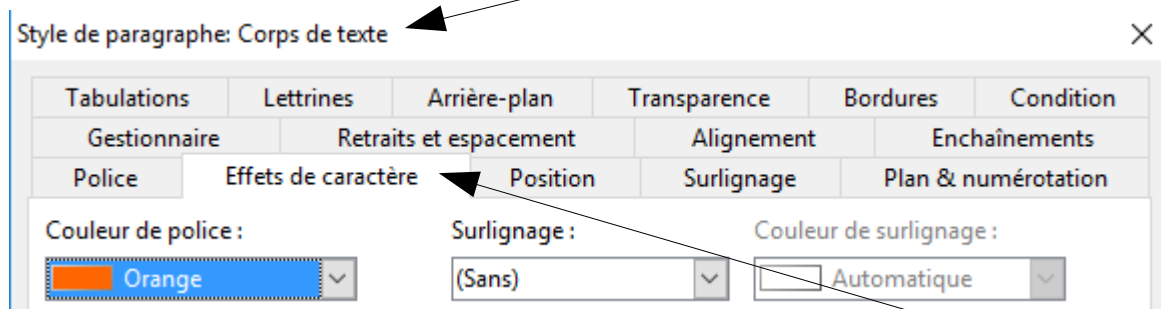 Style de paragraphe: Corps de texte
Tabulations Lettrines Arrière-plan Transparence Bordures Condition
Gestionnaire Retraits et espacement Alignement Enchaînements
Police Effets de caractère Position Surlignage Plan & numérotation
Couleur de police : Surlignage : Couleur de surlignage :
Orange (Sans) Automatique